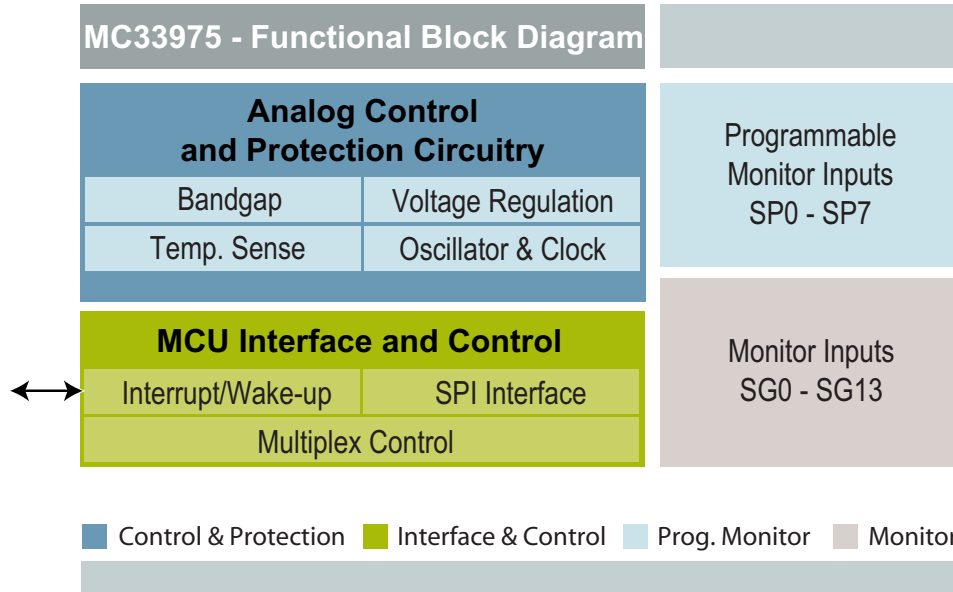 MC33975 - Functional Block Diagram
Analog Control
and Protection Circuitry
Bandgap
Voltage Regulation
Temp. Sense
Oscillator & Clock
MCU Interface and Control
Interrupt/Wake-up
SPI Interface
Multiplex Control
Programmable
Monitor Inputs
SP0 - SP7
Monitor Inputs
SG0 - SG13
Control & Protection
Interface & Control
Prog. Monitor
Monitor